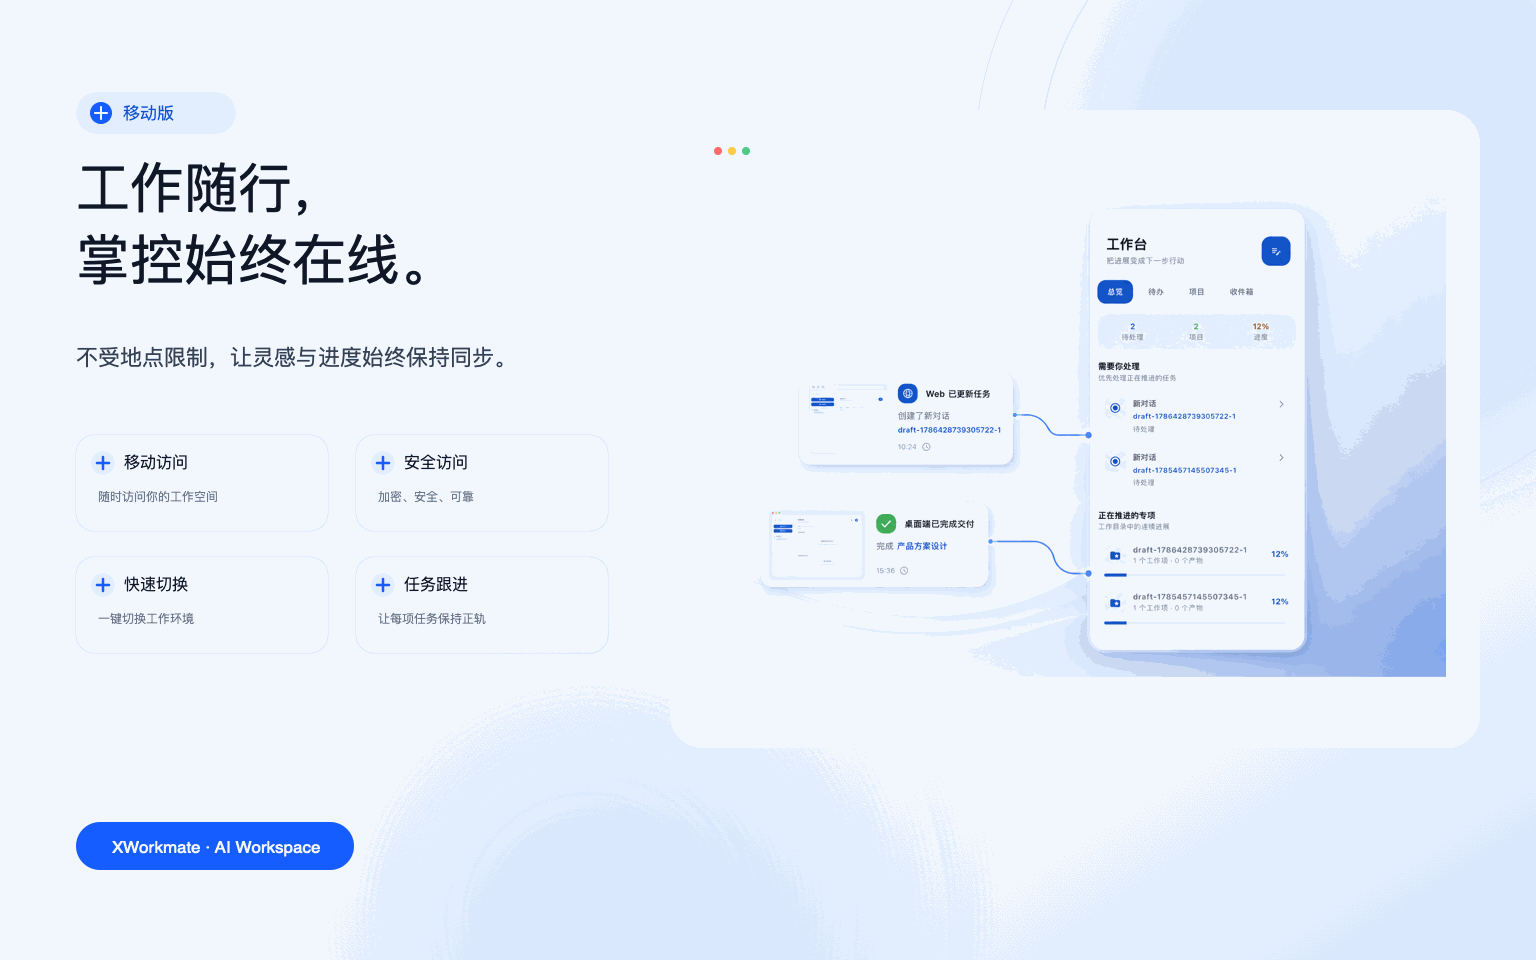 移动版
工作随行，
掌控始终在线。
不受地点限制，让灵感与进度始终保持同步。
移动访问
随时访问你的工作空间
安全访问
加密、安全、可靠
快速切换
一键切换工作环境
任务跟进
让每项任务保持正轨
XWorkmate · AI Workspace
Web 已更新任务
创建了新对话
draft-1786428739305722-1
10:24
桌面端已完成交付
完成 产品方案设计
15:36
工作台
把进展变成下一步行动
总览 待办 项目 收件箱
2 2 12%
待处理 项目 进度
需要你处理
优先处理正在推进的任务
新对话
draft-1786428739305722-1
待处理
新对话
draft-1785457145507345-1
待处理
正在推进的专项
工作目录中的连续进展
draft-1786428739305722-1
1 个工作项 · 0 个产物
12%
draft-1785457145507345-1
1 个工作项 · 0 个产物
12%